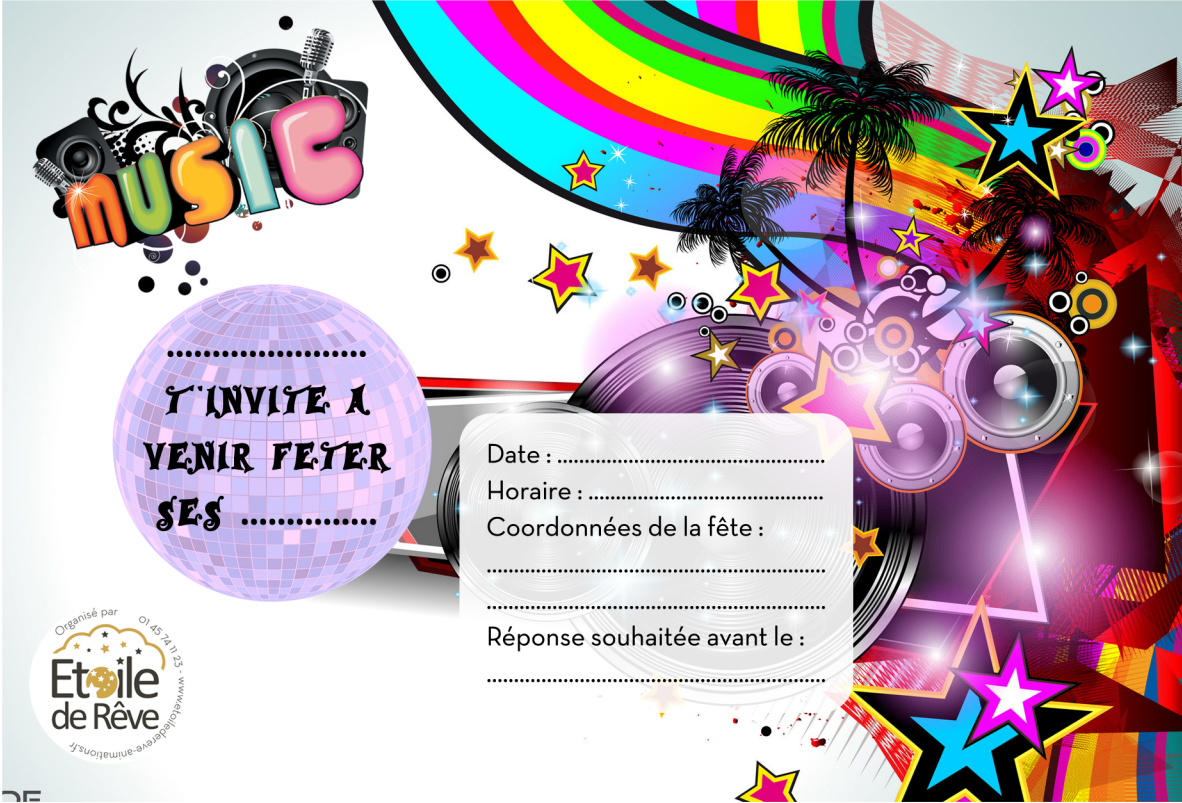 MUSIC
....................
T'INVITE A
VENIR FETER
SES ...............
Date : ..............................................
Horaire : ........................................
Coordonnées de la fête :
..........................................................
..........................................................
Réponse souhaitée avant le :
..........................................................
Organisé par
Etoile
de Rêve
01 45 74 11 23 - www.etoiledereve-animations.fr